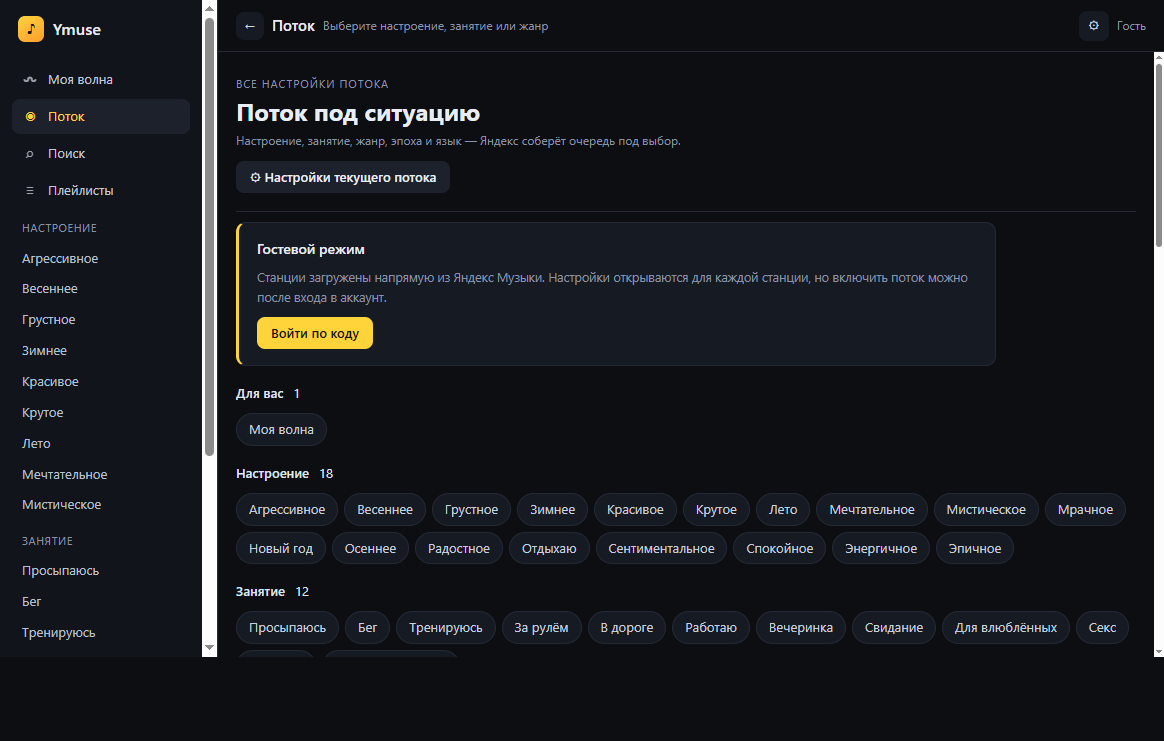 Ymuse
Моя волна
Поток
Поиск
Плейлисты
НАСТРОЕНИЕ
Агрессивное
Весеннее
Грустное
Зимнее
Красивое
Крутое
Лето
Мечтательное
Мистическое
ЗАНЯТИЕ
Просыпаюсь
Бег
Тренируюсь
← Поток Выберите настроение, занятие или жанр
Гость
ВСЕ НАСТРОЙКИ ПОТОКА
Поток под ситуацию
Настроение, занятие, жанр, эпоха и язык — Яндекс соберёт очередь под выбор.
⚙ Настройки текущего потока
Гостевой режим
Станции загружены напрямую из Яндекс Музыки. Настройки открываются для каждой станции, но включить поток можно
после входа в аккаунт.
Войти по коду
Для вас 1
Моя волна
Настроение 18
Агрессивное Весеннее Грустное Зимнее Красивое Крутое Лето Мечтательное Мистическое Мрачное
Новый год Осеннее Радостное Отдыхаю Сентиментальное Спокойное Энергичное Эпичное
Занятие 12
Просыпаюсь Бег Тренируюсь За рулём В дороге Работаю Вечеринка Свидание Для влюблённых Секс